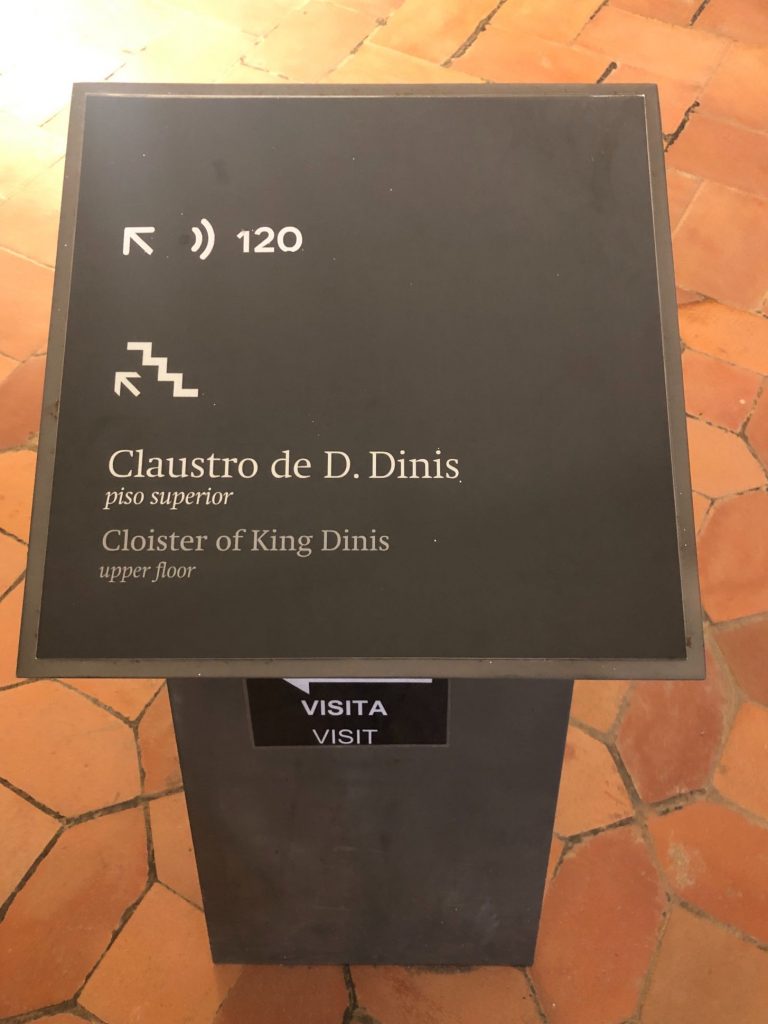 120
Claustro de D. Dinis
piso superior
Cloister of King Dinis
upper floor
VISITA
VISIT